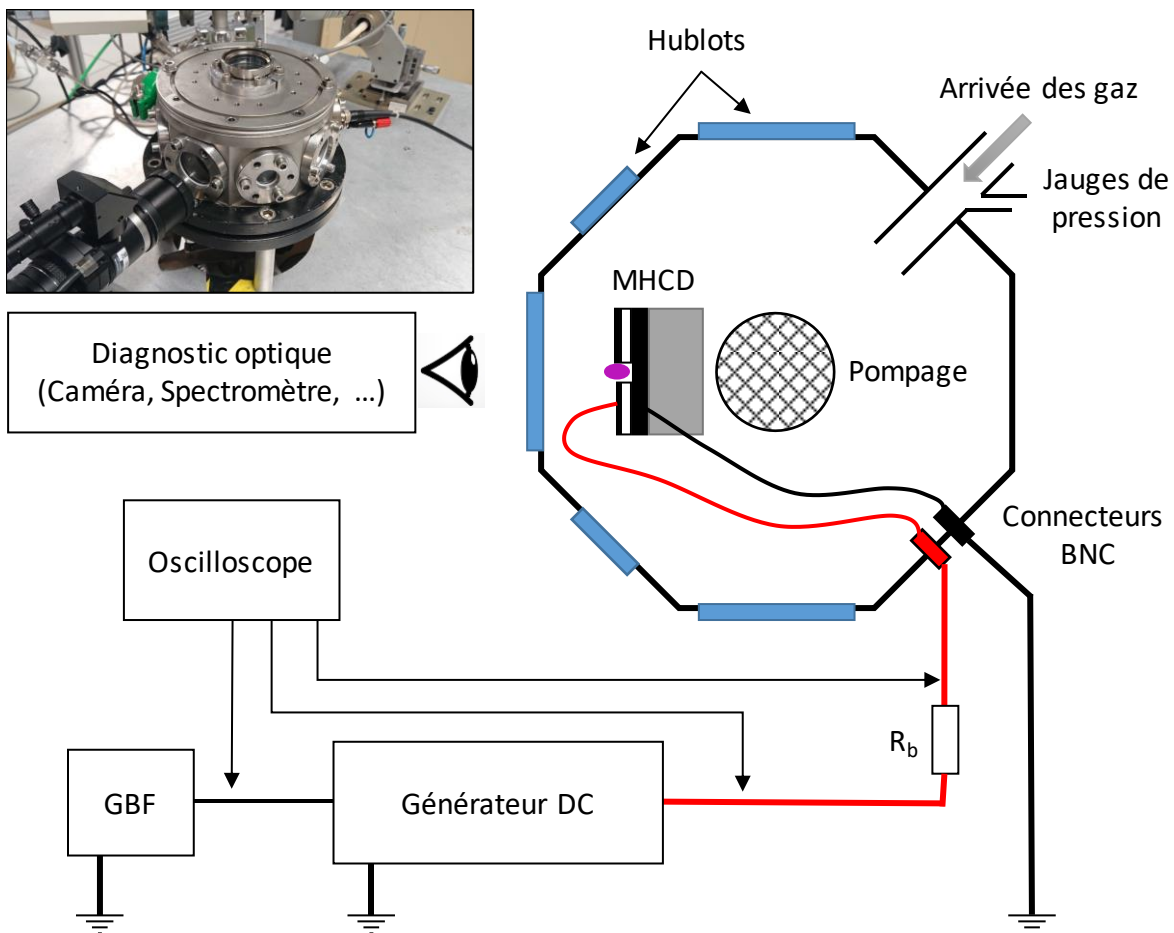 Hublots
Arrivée des gaz
Jauges de
pression
MHCD
Diagnostic optique
(Caméra, Spectromètre, ...)
Pompage
Connecteurs
BNC
Oscilloscope
R_b
GBF
Générateur DC